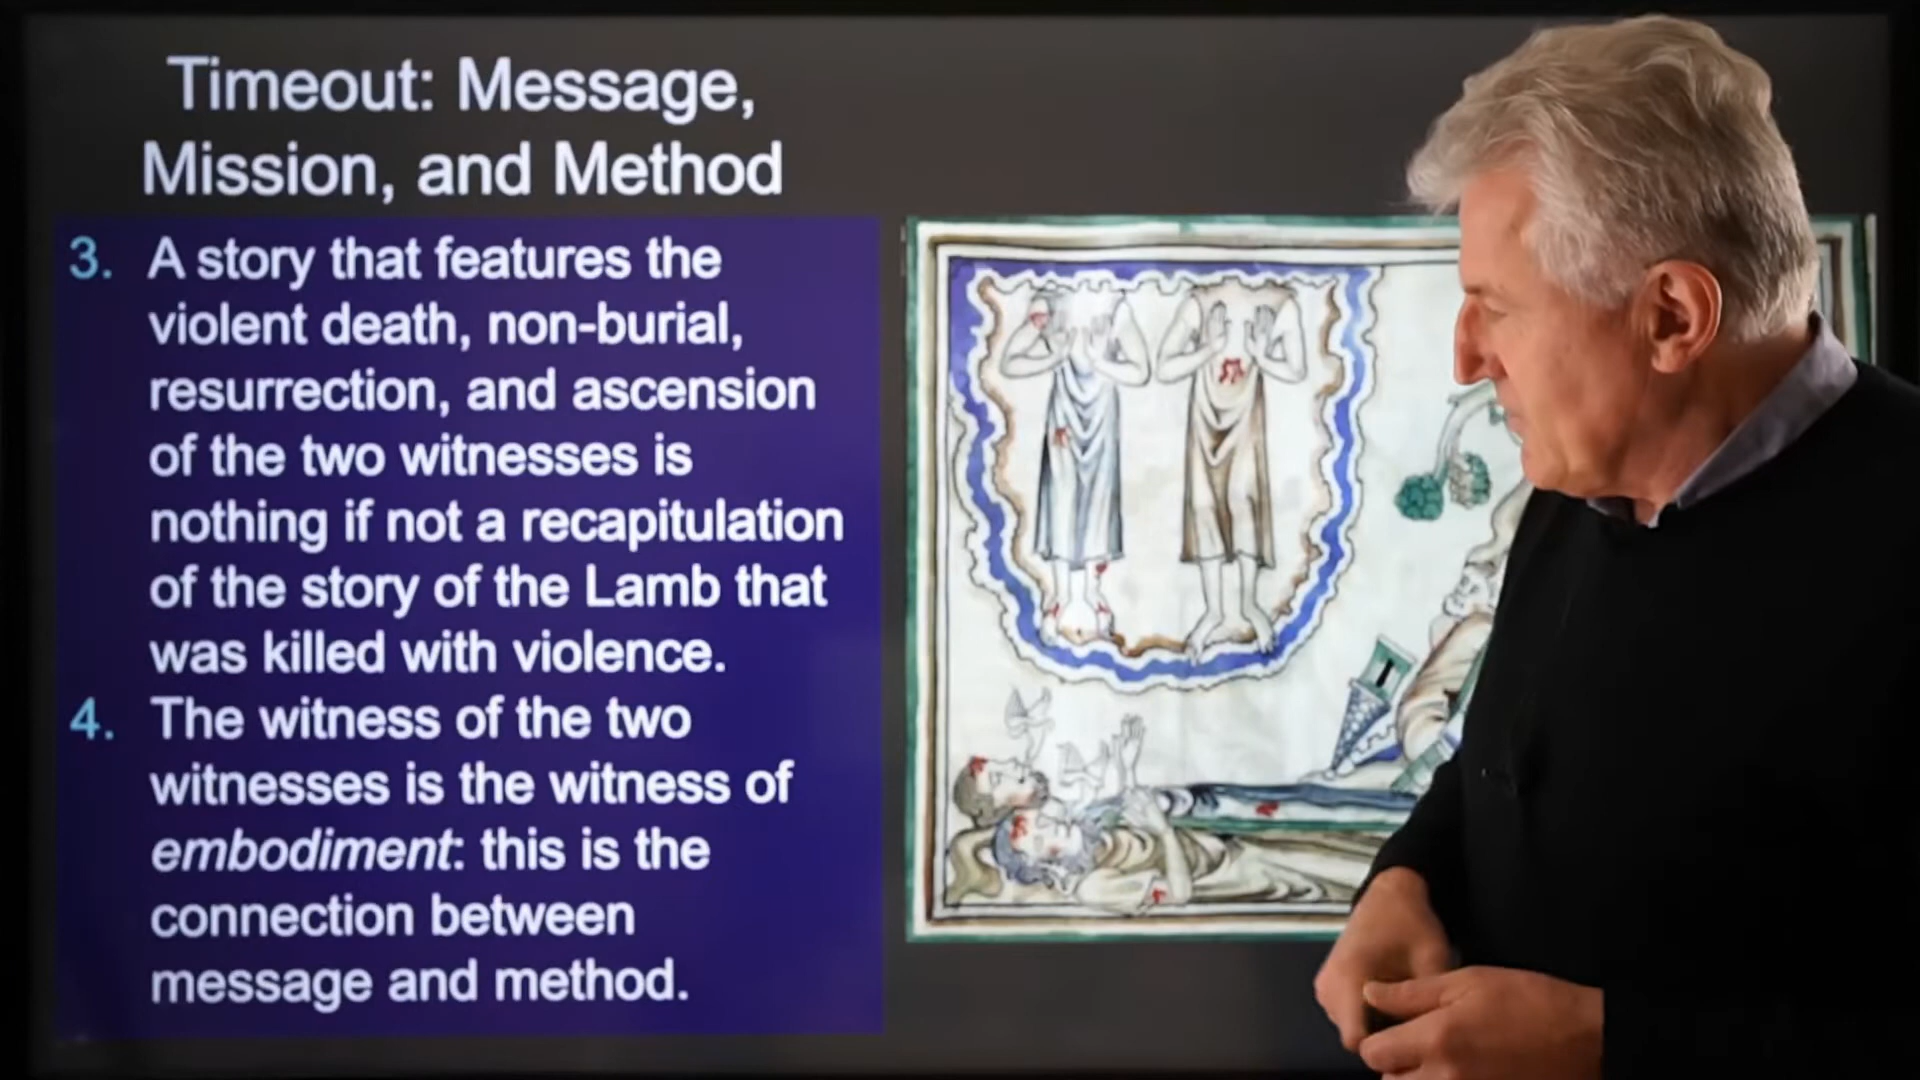 Timeout: Message,
Mission, and Method
3. A story that features the
violent death, non-burial,
resurrection, and ascension
of the two witnesses is
nothing if not a recapitulation
of the story of the Lamb that
was killed with violence.
4. The witness of the two
witnesses is the witness of
embodiment: this is the
connection between
message and method.